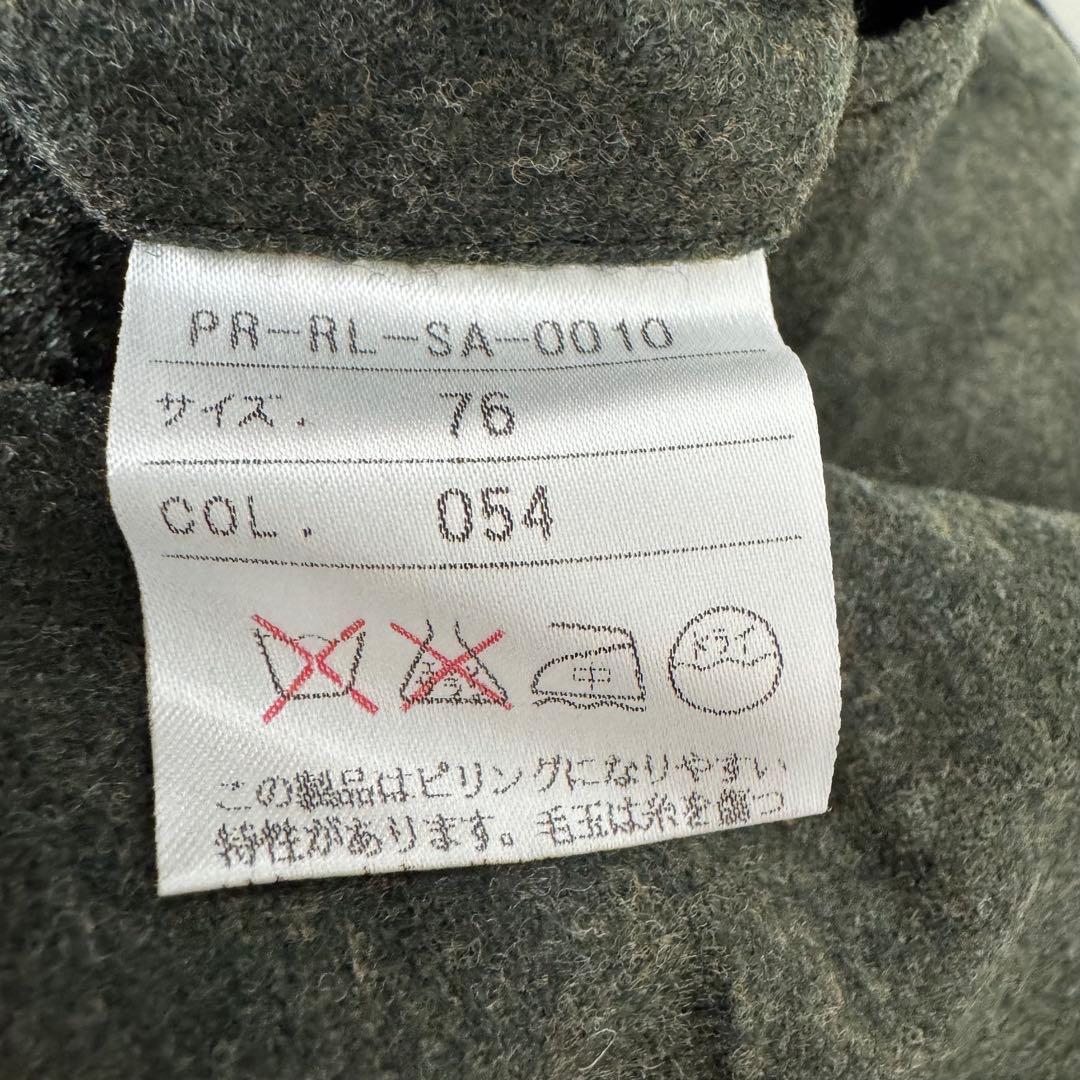 PR-RL-SA-0010
サイズ. 76
COL. 054
中 ドライ
この製品はピリングになりやすい
特性があります。毛玉は糸を傷つ